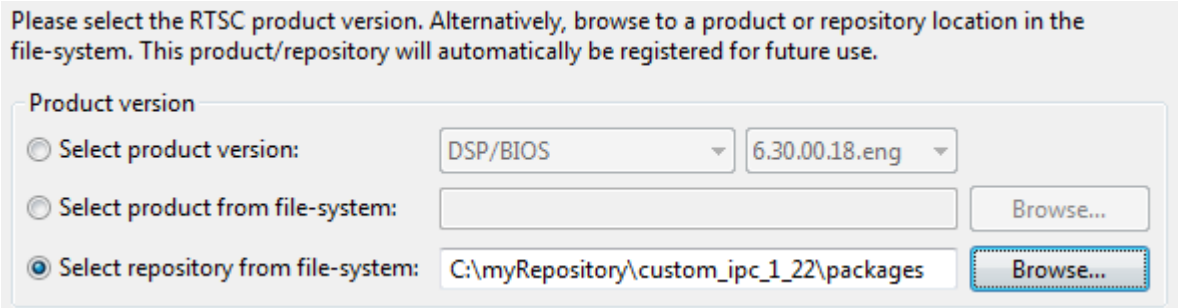 Please select the RTSC product version. Alternatively, browse to a product or repository location in the
file-system. This product/repository will automatically be registered for future use.
Product version
Select product version: DSP/BIOS 6.30.00.18.eng
Select product from file-system: Browse...
Select repository from file-system: C:\myRepository\custom_ipc_1_22\packages Browse...